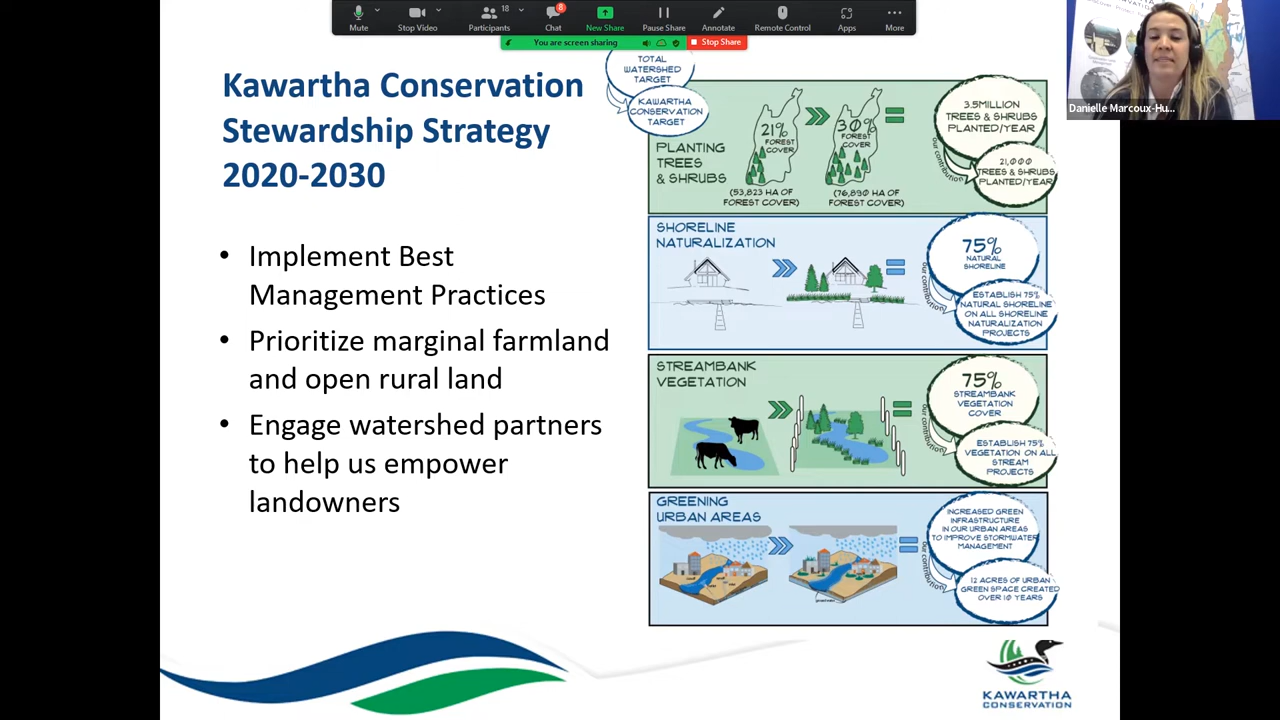 Mute
Stop Video
18
Participants
8
Chat
New Share
Pause Share
Annotate
Remote Control
Apps
More
You are screen sharing
Stop Share
Danielle Marcoux-Hu...
Kawartha Conservation
Stewardship Strategy
2020-2030
• Implement Best
Management Practices
• Prioritize marginal farmland
and open rural land
• Engage watershed partners
to help us empower
landowners
TOTAL
WATERSHED
TARGET
KAWARTHA
CONSERVATION
TARGET
PLANTING
TREES
& SHRUBS
21%
FOREST
COVER
(53,823 HA OF
FOREST COVER)
30%
FOREST
COVER
(76,890 HA OF
FOREST COVER)
3.5MILLION
TREES & SHRUBS
PLANTED/YEAR
our contribution
21,000
TREES & SHRUBS
PLANTED/YEAR
SHORELINE
NATURALIZATION
75%
NATURAL
SHORELINE
our contribution
ESTABLISH 75%
NATURAL SHORELINE
ON ALL SHORELINE
NATURALIZATION
PROJECTS
STREAMBANK
VEGETATION
75%
STREAMBANK
VEGETATION
COVER
our contribution
ESTABLISH 75%
VEGETATION ON ALL
STREAM
PROJECTS
GREENING
URBAN AREAS
INCREASED GREEN
INFRASTRUCTURE
IN OUR URBAN AREAS
TO IMPROVE STORMWATER
MANAGEMENT
our contribution
12 ACRES OF URBAN
GREEN SPACE CREATED
OVER 10 YEARS
KAWARTHA
CONSERVATION